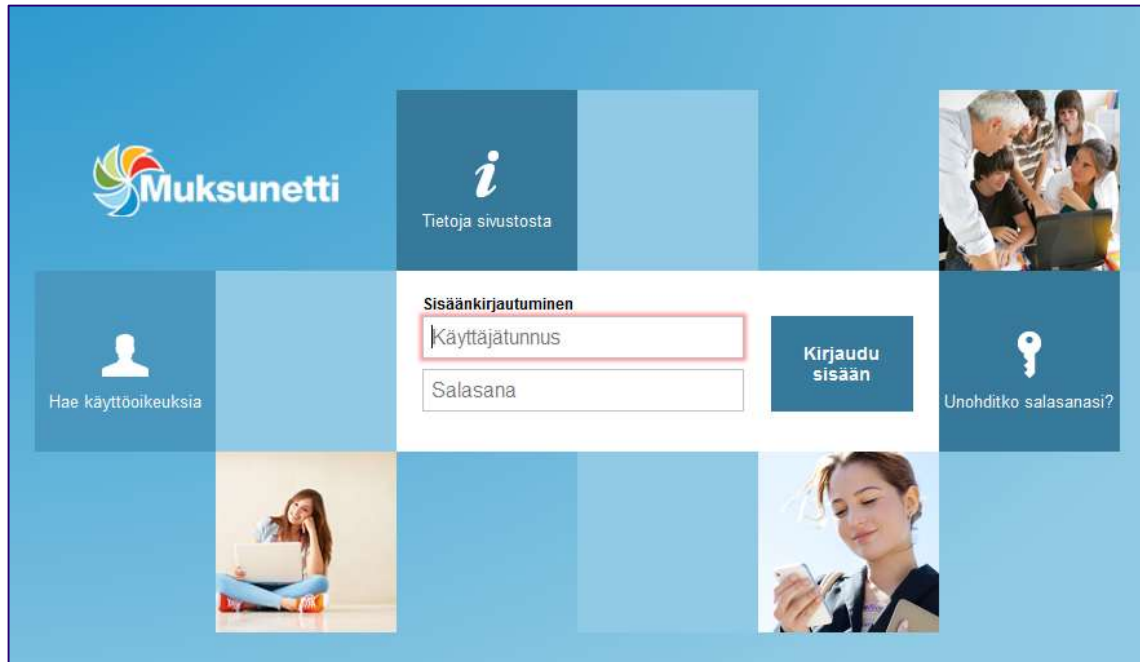 Muksunetti
Tietoja sivustosta
Sisäänkirjautuminen
Käyttäjätunnus
Salasana
Kirjaudu
sisään
Hae käyttöoikeuksia
Unohditko salasanasi?